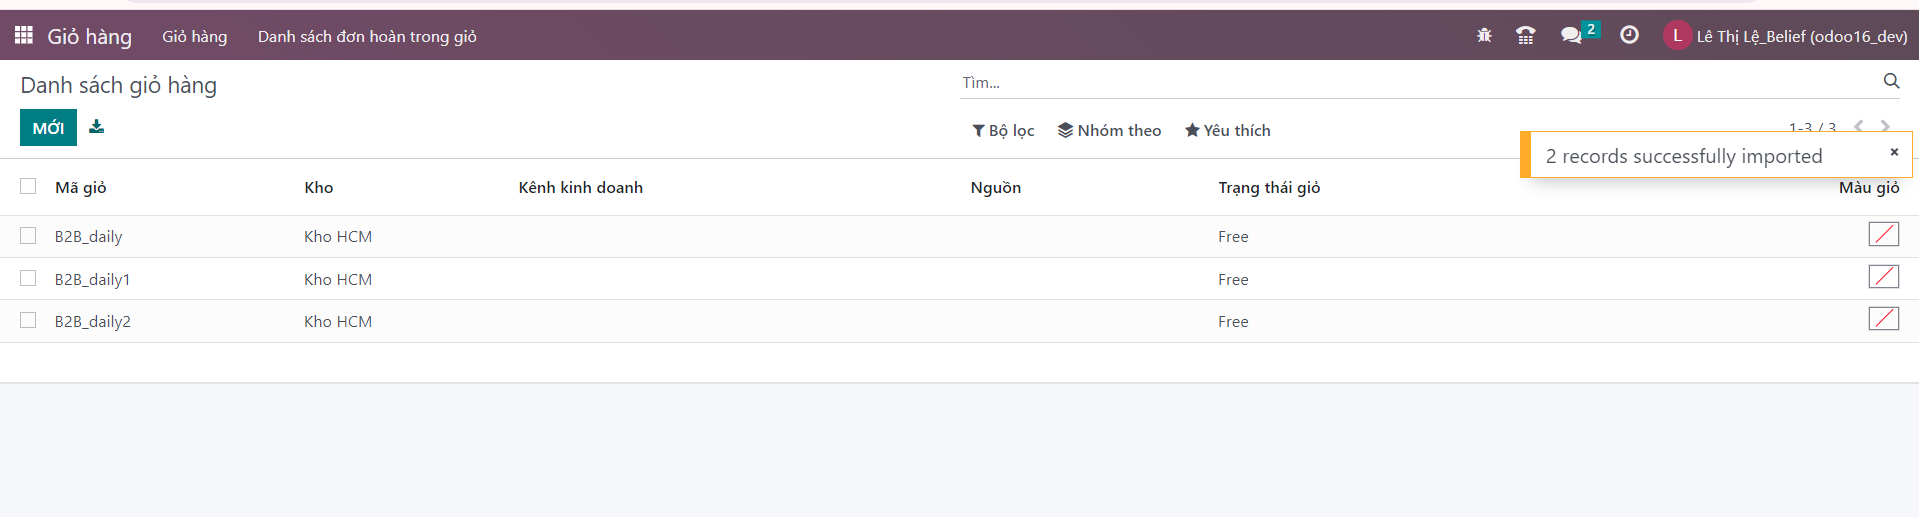 Giỏ hàng Giỏ hàng Danh sách đơn hoàn trong giỏ 2 L Lê Thị Lệ_Belief (odoo16_dev)
Danh sách giỏ hàng Tìm...
MỚI Bộ lọc Nhóm theo Yêu thích 1-3 / 3
2 records successfully imported ×
Mã giỏ Kho Kênh kinh doanh Nguồn Trạng thái giỏ Màu giỏ
B2B_daily Kho HCM Free
B2B_daily1 Kho HCM Free
B2B_daily2 Kho HCM Free